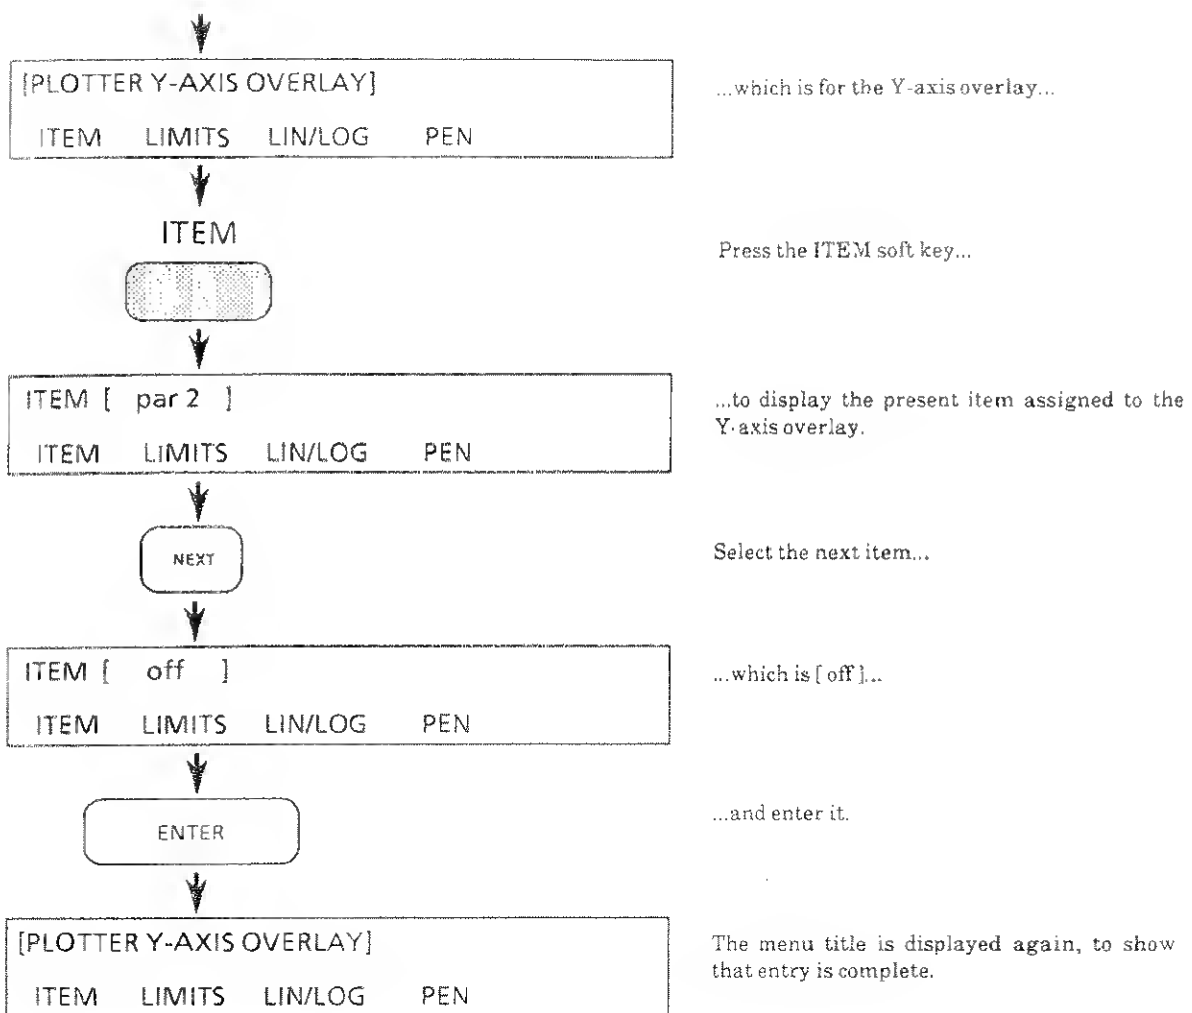 [PLOTTER Y-AXIS OVERLAY]
ITEM LIMITS LIN/LOG PEN
...which is for the Y-axis overlay...
ITEM
Press the ITEM soft key...
ITEM [ par 2 ]
ITEM LIMITS LIN/LOG PEN
...to display the present item assigned to the
Y-axis overlay.
NEXT
Select the next item...
ITEM [ off ]
ITEM LIMITS LIN/LOG PEN
...which is [ off ]...
ENTER
...and enter it.
[PLOTTER Y-AXIS OVERLAY]
ITEM LIMITS LIN/LOG PEN
The menu title is displayed again, to show
that entry is complete.